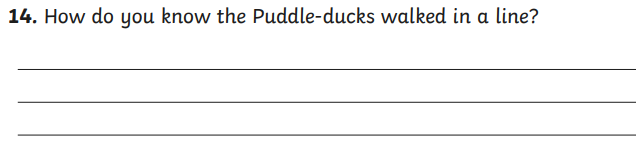 14. How do you know the Puddle-ducks walked in a line?